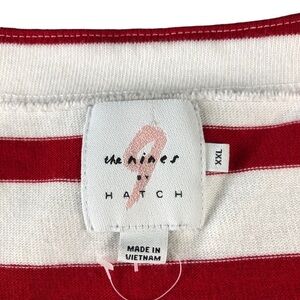 the nines
BY
HATCH
XXL
MADE IN
VIETNAM